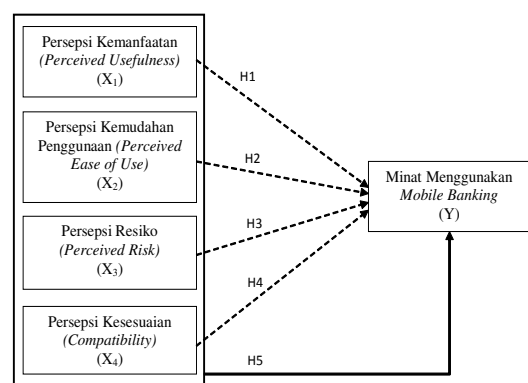 Persepsi Kemanfaatan
(Perceived Usefulness)
(X1)
H1
Persepsi Kemudahan
Penggunaan (Perceived
Ease of Use)
(X2)
H2
Minat Menggunakan
Mobile Banking
(Y)
Persepsi Resiko
(Perceived Risk)
(X3)
H3
H4
Persepsi Kesesuaian
(Compatibility)
(X4)
H5